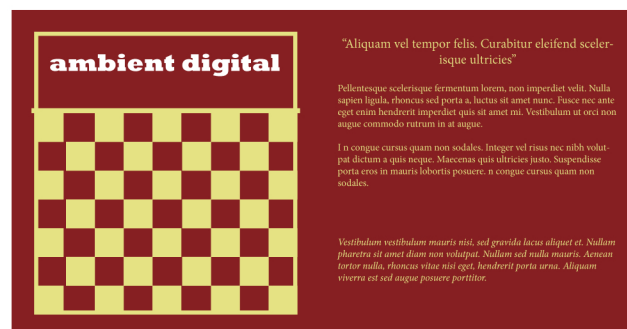 ambient digital
“Aliquam vel tempor felis. Curabitur eleifend sceler-
isque ultricies”
Pellentesque scelerisque fermentum lorem, non imperdiet velit. Nulla
sapien ligula, rhoncus sed porta a, luctus sit amet nunc. Fusce nec ante
eget enim hendrerit imperdiet quis sit amet mi. Vestibulum ut orci non
augue commodo rutrum in at augue.
I n congue cursus quam non sodales. Integer vel risus nec nibh volut-
pat dictum a quis neque. Maecenas quis ultricies justo. Suspendisse
porta eros in mauris lobortis posuere. n congue cursus quam non
sodales.
Vestibulum vestibulum mauris nisi, sed gravida lacus aliquet et. Nullam
pharetra sit amet diam non volutpat. Nullam sed nulla mauris. Aenean
tortor nulla, rhoncus vitae nisi eget, hendrerit porta urna. Aliquam
viverra est sed augue posuere porttitor.